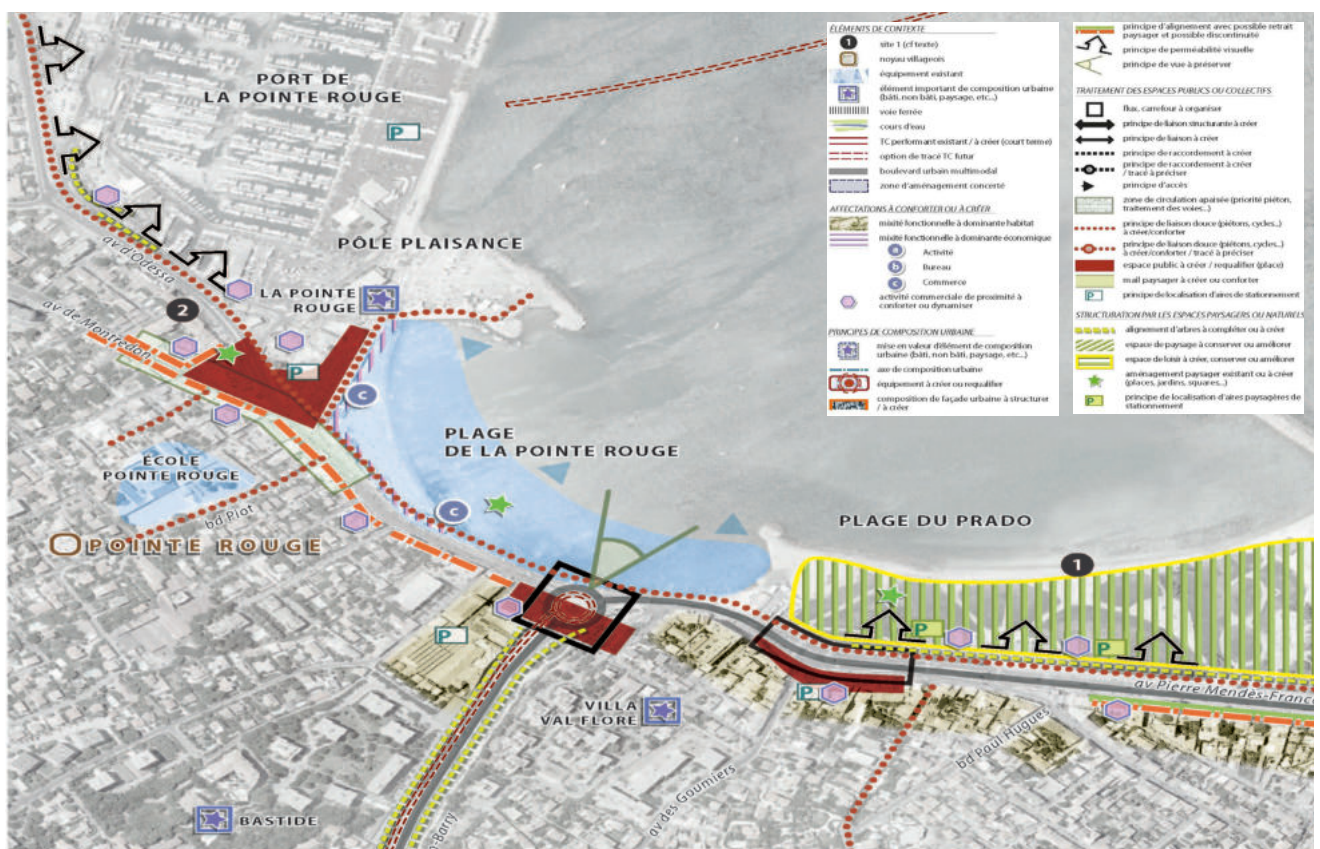 PORT DE
LA POINTE ROUGE
P
PÔLE PLAISANCE
LA POINTE
ROUGE
av d'Odessa
2
av de Montredon
P
c
ÉCOLE
POINTE ROUGE
bd Piot
POINTE ROUGE
PLAGE
DE LA POINTE ROUGE
c
PLAGE DU PRADO
1
P
P
P
P
av Pierre Mendès-Franc
VILLA
VAL FLORE
bd Paul Hugues
av des Goumiers
BASTIDE
n-Barry
ÉLÉMENTS DE CONTEXTE
1 site 1 (cf texte)
noyau villageois
équipement existant
élément important de composition urbaine
(bâti, non bâti, paysage, etc...)
voie ferrée
cours d'eau
TC performant existant / à créer (court terme)
option de tracé TC futur
boulevard urbain multimodal
zone d'aménagement concerté
AFFECTATIONS À CONFORTER OU À CRÉER
mixité fonctionnelle à dominante habitat
mixité fonctionnelle à dominante économique
a Activité
b Bureau
c Commerce
activité commerciale de proximité à
conforter ou dynamiser
PRINCIPES DE COMPOSITION URBAINE
mise en valeur d'élément de composition
urbaine (bâti, non bâti, paysage, etc...)
axe de composition urbaine
équipement à créer ou requalifier
composition de façade urbaine à structurer
/ à créer
principe d'alignement avec possible retrait
paysager et possible discontinuité
principe de perméabilité visuelle
principe de vue à préserver
TRAITEMENT DES ESPACES PUBLICS OU COLLECTIFS
flux, carrefour à organiser
principe de liaison structurante à créer
principe de liaison à créer
principe de raccordement à créer
principe de raccordement à créer
/ tracé à préciser
principe d'accès
zone de circulation apaisée (priorité piéton,
traitement des voies...)
principe de liaison douce (piétons, cycles...)
à créer/conforter
principe de liaison douce (piétons, cycles...)
à créer/conforter / tracé à préciser
espace public à créer / requalifier (place)
mail paysager à créer ou conforter
P principe de localisation d'aires de stationnement
STRUCTURATION PAR LES ESPACES PAYSAGERS OU NATURELS
alignement d'arbres à compléter ou à créer
espace de paysage à conserver ou améliorer
espace de loisir à créer, conserver ou améliorer
aménagement paysager existant ou à créer
(places, jardins, squares...)
P principe de localisation d'aires paysagères de
stationnement